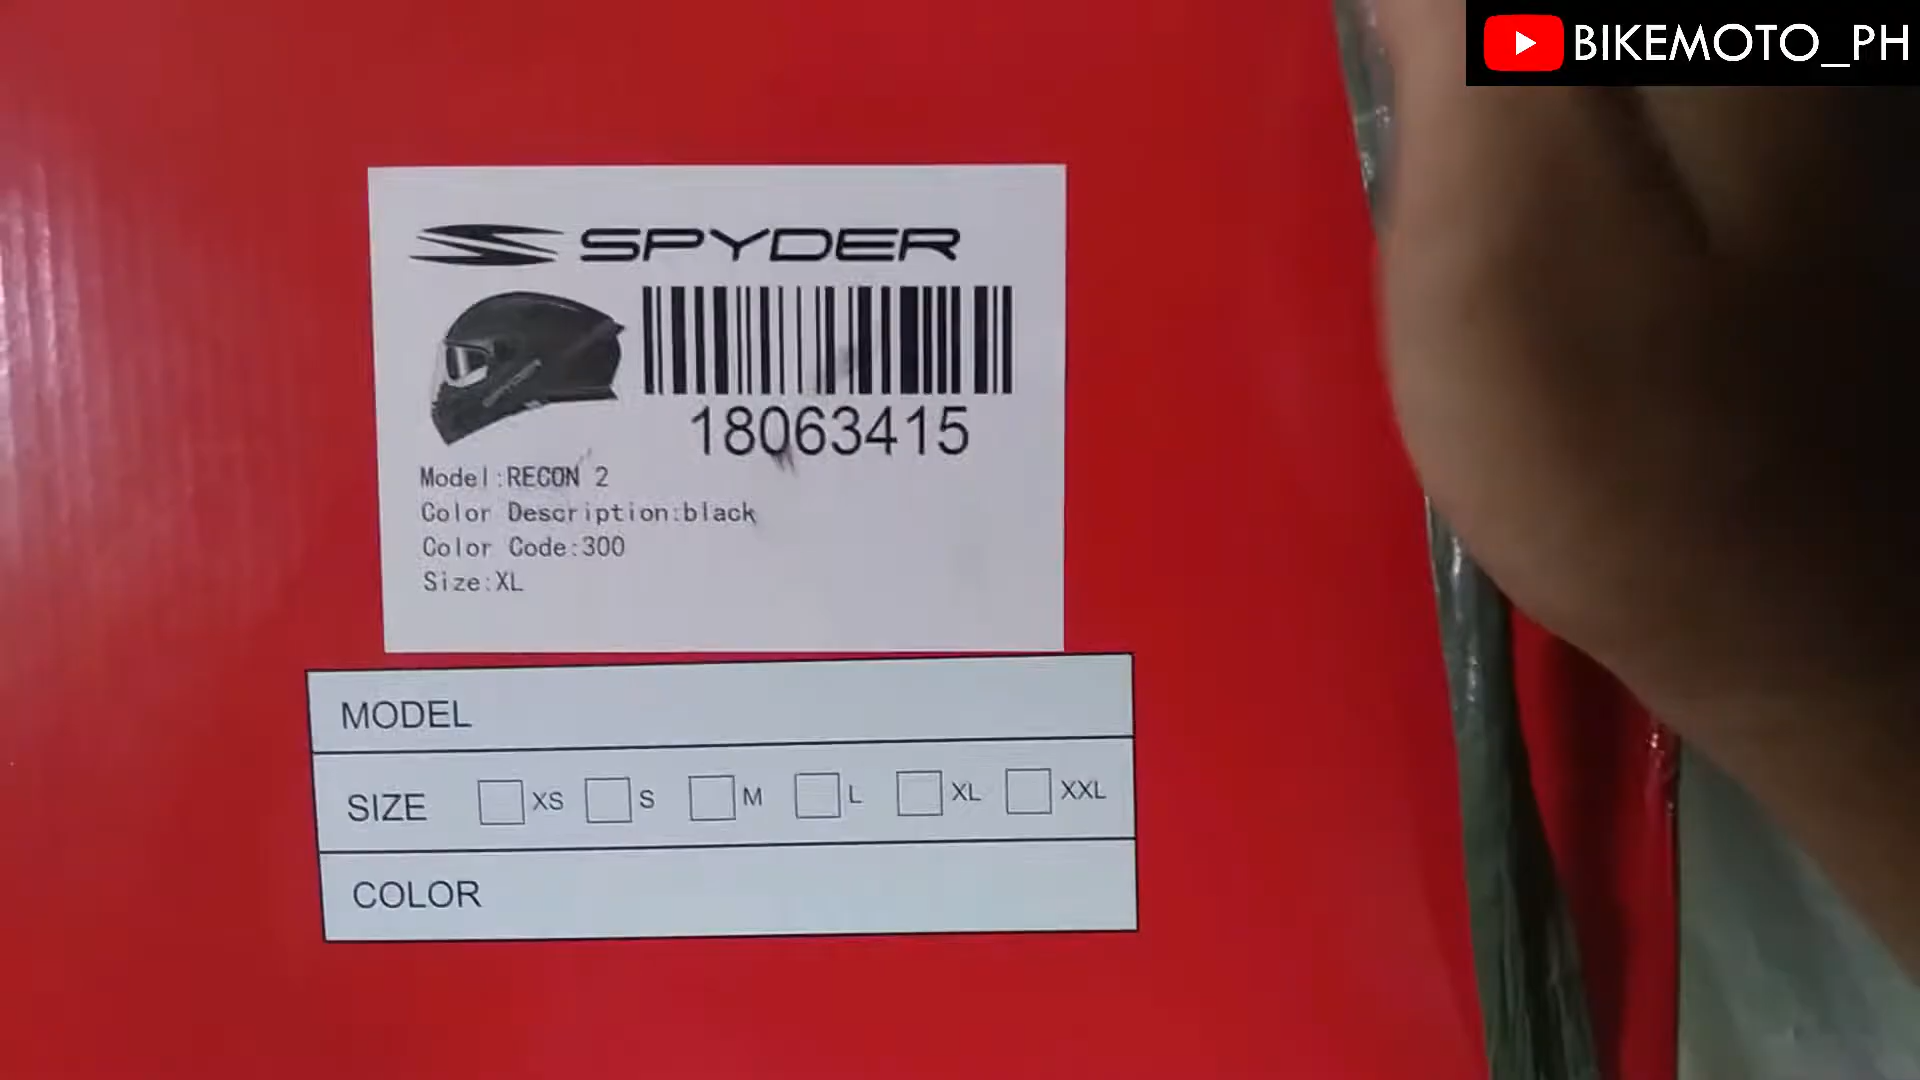 BIKEMOTO_PH
SPYDER
18063415
Model:RECON 2
Color Description:black
Color Code:300
Size:XL
MODEL
SIZE XS S M L XL XXL
COLOR